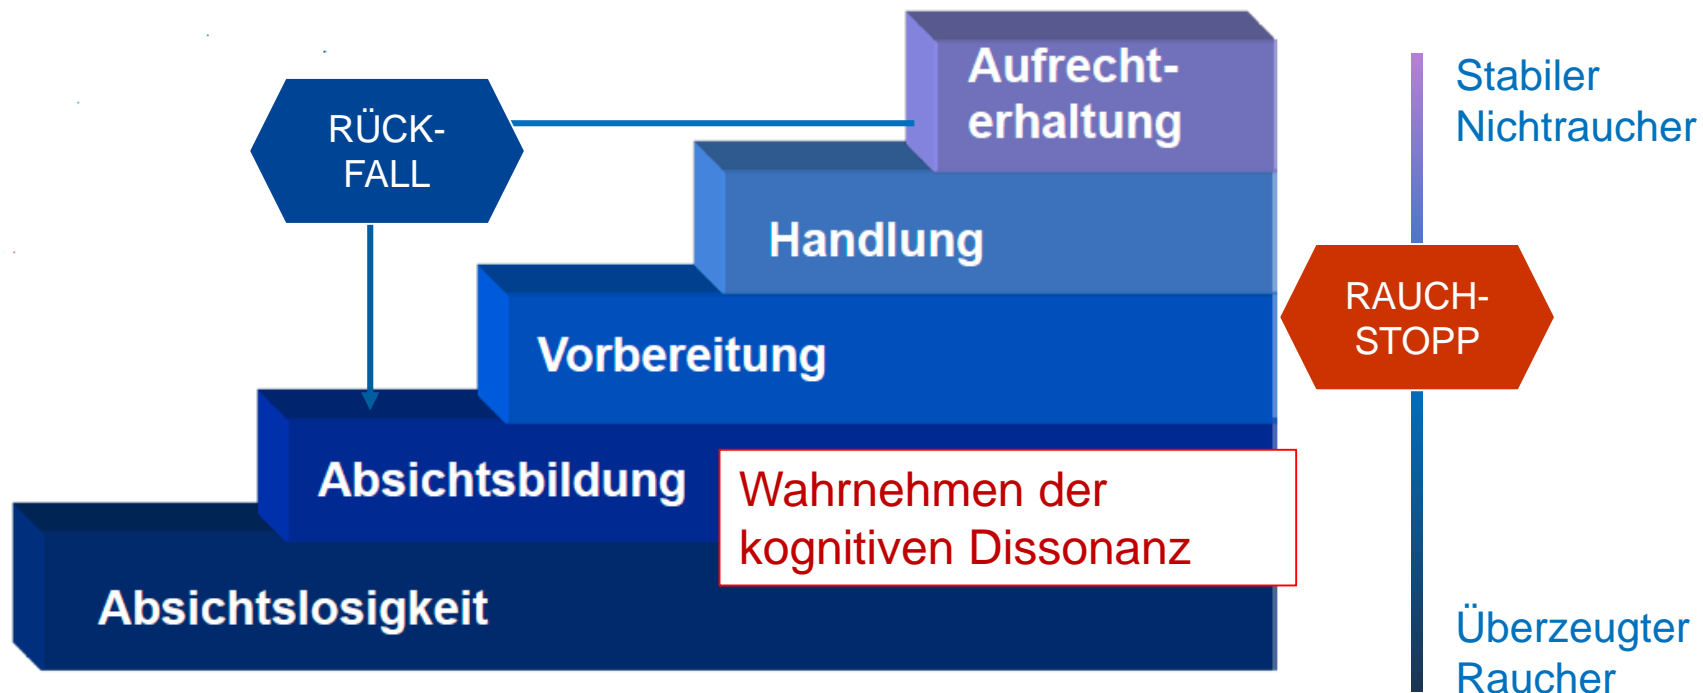 Aufrecht-
erhaltung
Stabiler
Nichtraucher
RÜCK-
FALL
Handlung
RAUCH-
STOPP
Vorbereitung
Absichtsbildung
Wahrnehmen der
kognitiven Dissonanz
Absichtslosigkeit
Überzeugter
Raucher